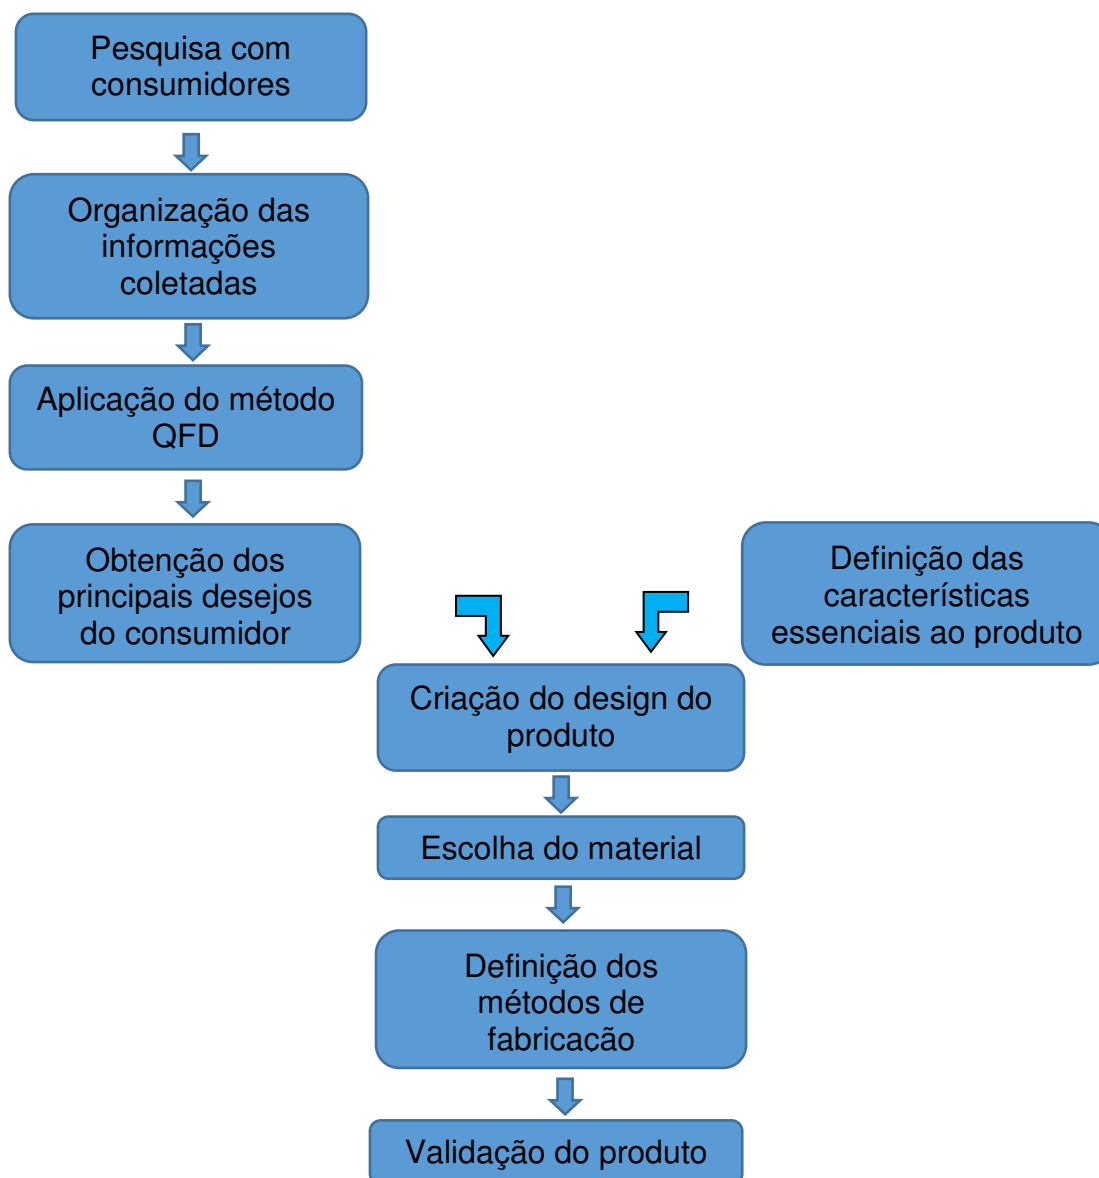 Pesquisa com
consumidores
Organização das
informações
coletadas
Aplicação do método
QFD
Obtenção dos
principais desejos
do consumidor
Definição das
características
essenciais ao produto
Criação do design do
produto
Escolha do material
Definição dos
métodos de
fabricação
Validação do produto